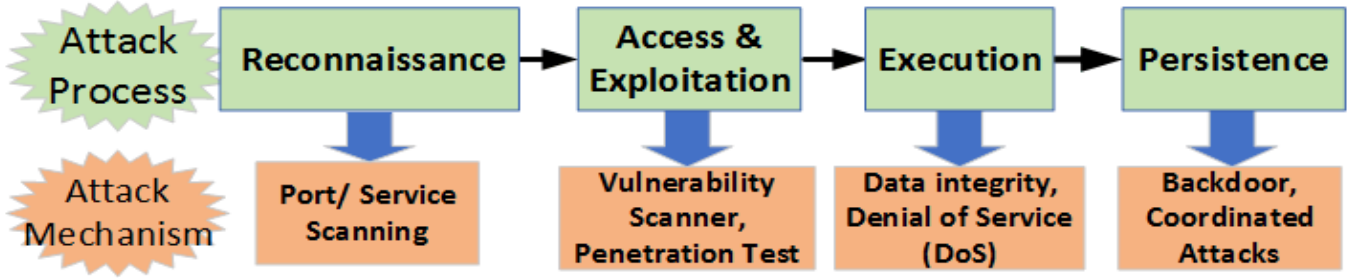 Attack
Process
Reconnaissance
Access &
Exploitation
Execution
Persistence
Attack
Mechanism
Port/ Service
Scanning
Vulnerability
Scanner,
Penetration Test
Data integrity,
Denial of Service
(DoS)
Backdoor,
Coordinated
Attacks